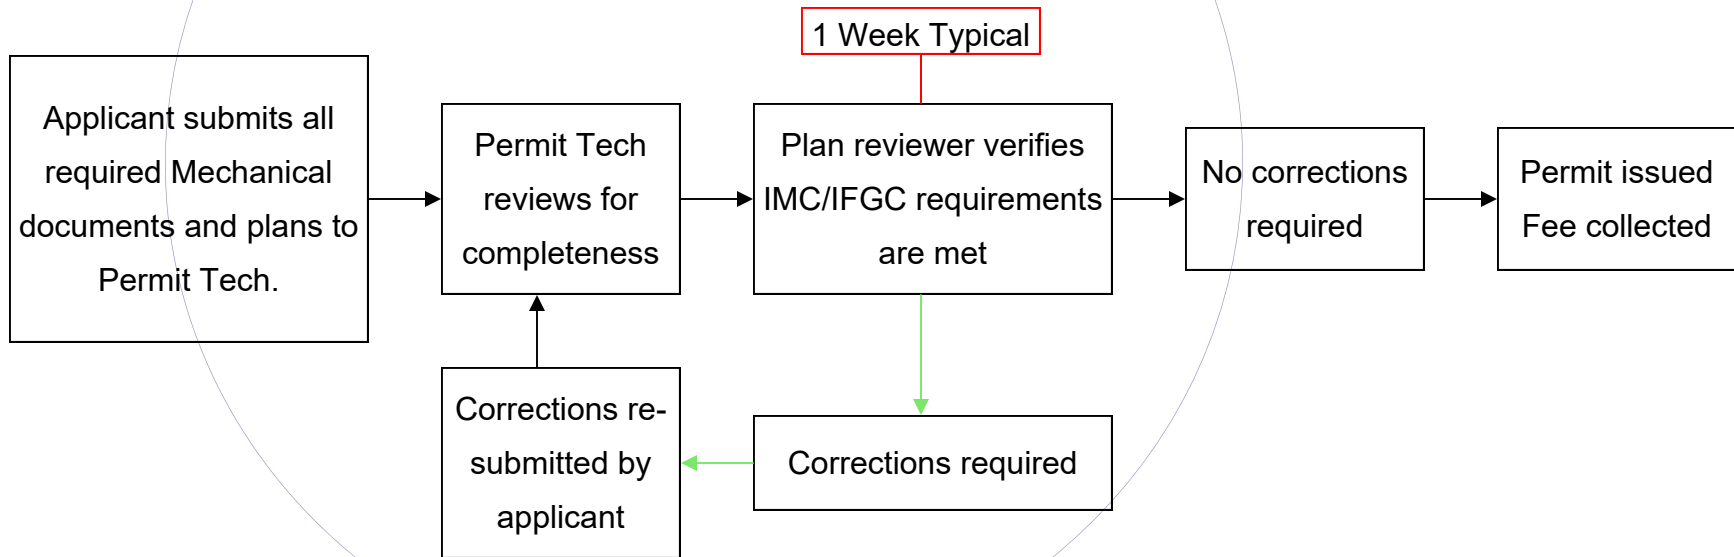 1 Week Typical
Applicant submits all
required Mechanical
documents and plans to
Permit Tech.
Permit Tech
reviews for
completeness
Plan reviewer verifies
IMC/IFGC requirements
are met
No corrections
required
Permit issued
Fee collected
Corrections re-
submitted by
applicant
Corrections required